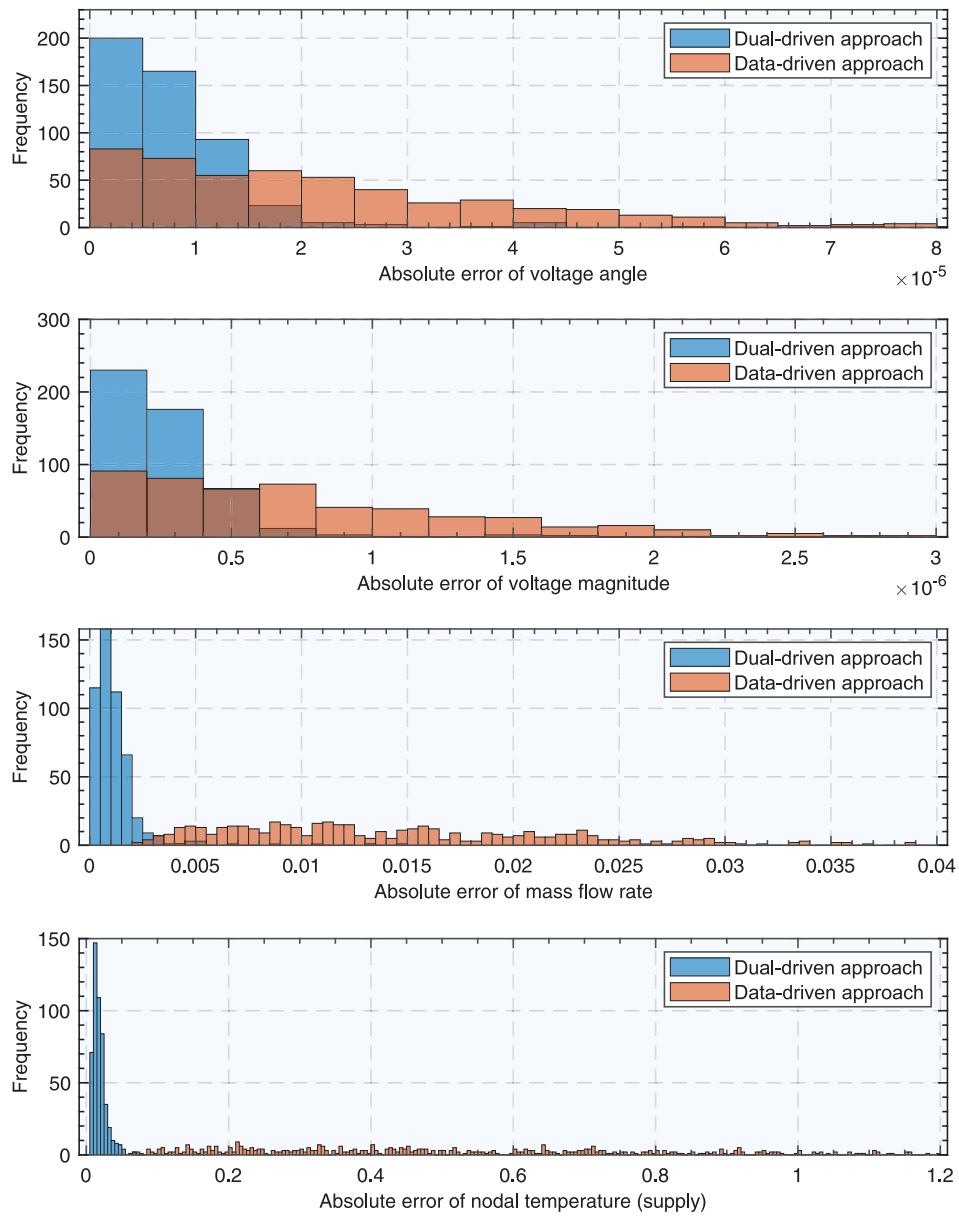 200
150
100
50
0
Frequency
Dual-driven approach
Data-driven approach
0 1 2 3 4 5 6 7 8
Absolute error of voltage angle
× 10⁻⁵
300
200
100
0
Frequency
Dual-driven approach
Data-driven approach
0 0.5 1 1.5 2 2.5 3
Absolute error of voltage magnitude
× 10⁻⁶
150
100
50
0
Frequency
Dual-driven approach
Data-driven approach
0 0.005 0.01 0.015 0.02 0.025 0.03 0.035 0.04
Absolute error of mass flow rate
150
100
50
0
Frequency
Dual-driven approach
Data-driven approach
0 0.2 0.4 0.6 0.8 1 1.2
Absolute error of nodal temperature (supply)